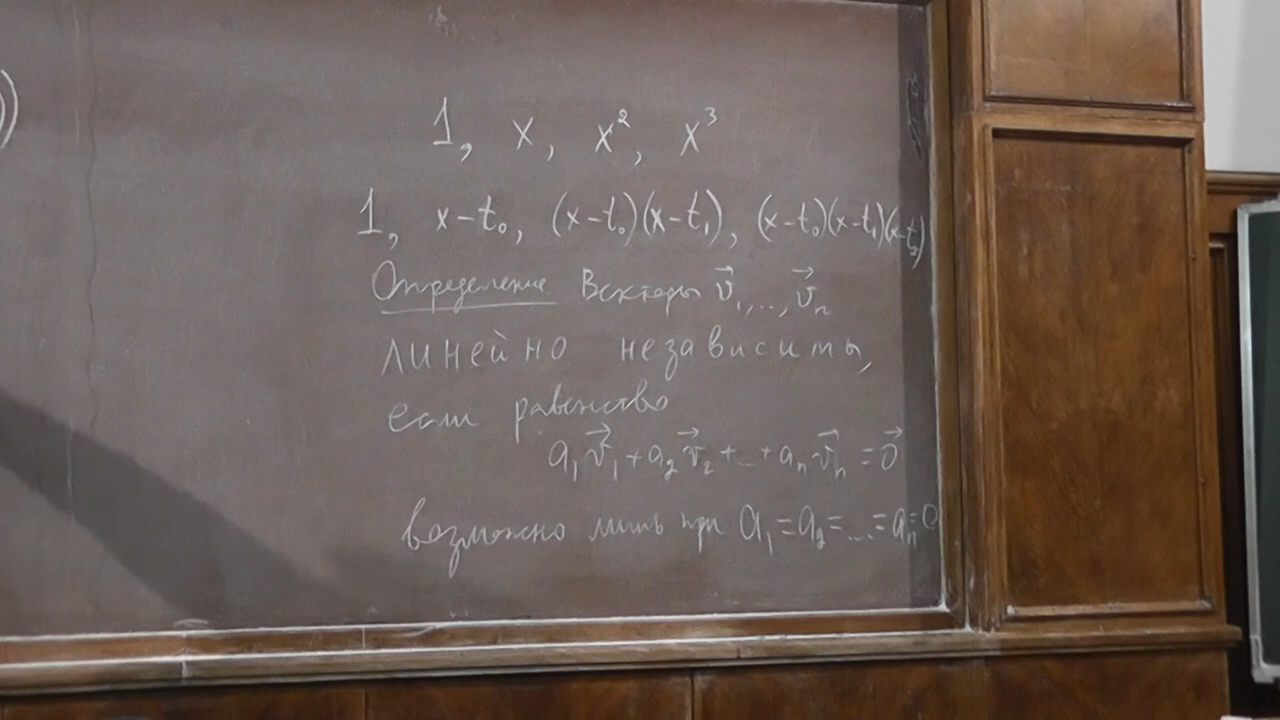 1, x, x², x³
1, x-t₀, (x-t₀)(x-t₁), (x-t₀)(x-t₁)(x-t₂)
Определение Векторы v⃗₁,..,v⃗ₙ
линейно независимы,
если равенство
a₁v⃗₁+a₂v⃗₂+...+aₙv⃗ₙ=0⃗
возможно лишь при a₁=a₂=...=aₙ=0